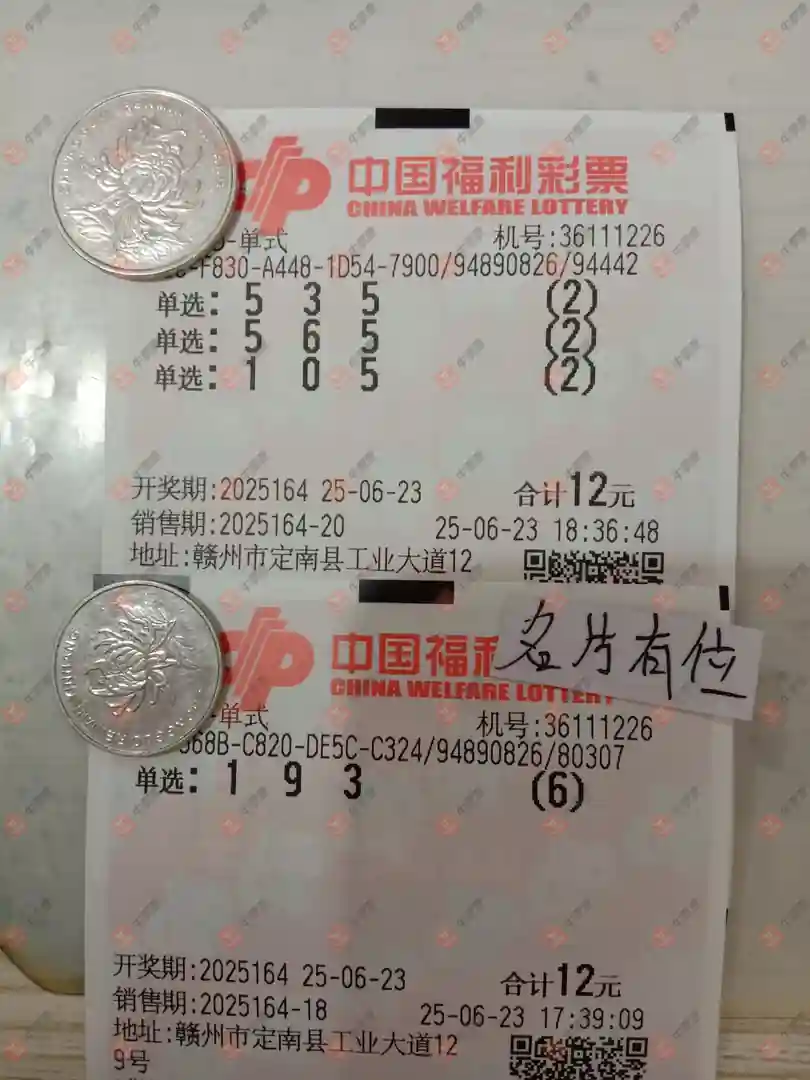 中国福利彩票
CHINA WELFARE LOTTERY
D-单式 机号:36111226
-F830-A448-1D54-7900/94890826/94442
单选: 5 3 5 (2)
单选: 5 6 5 (2)
单选: 1 0 5 (2)
开奖期:2025164 25-06-23 合计12元
销售期:2025164-20 25-06-23 18:36:48
地址:赣州市定南县工业大道12
名片有位
中国福利
CHINA WELFARE LOTTERY
-单式 机号:36111226
68B-C820-DE5C-C324/94890826/80307
单选: 1 9 3 (6)
开奖期:2025164 25-06-23 合计12元
销售期:2025164-18 25-06-23 17:39:09
地址:赣州市定南县工业大道12
9号